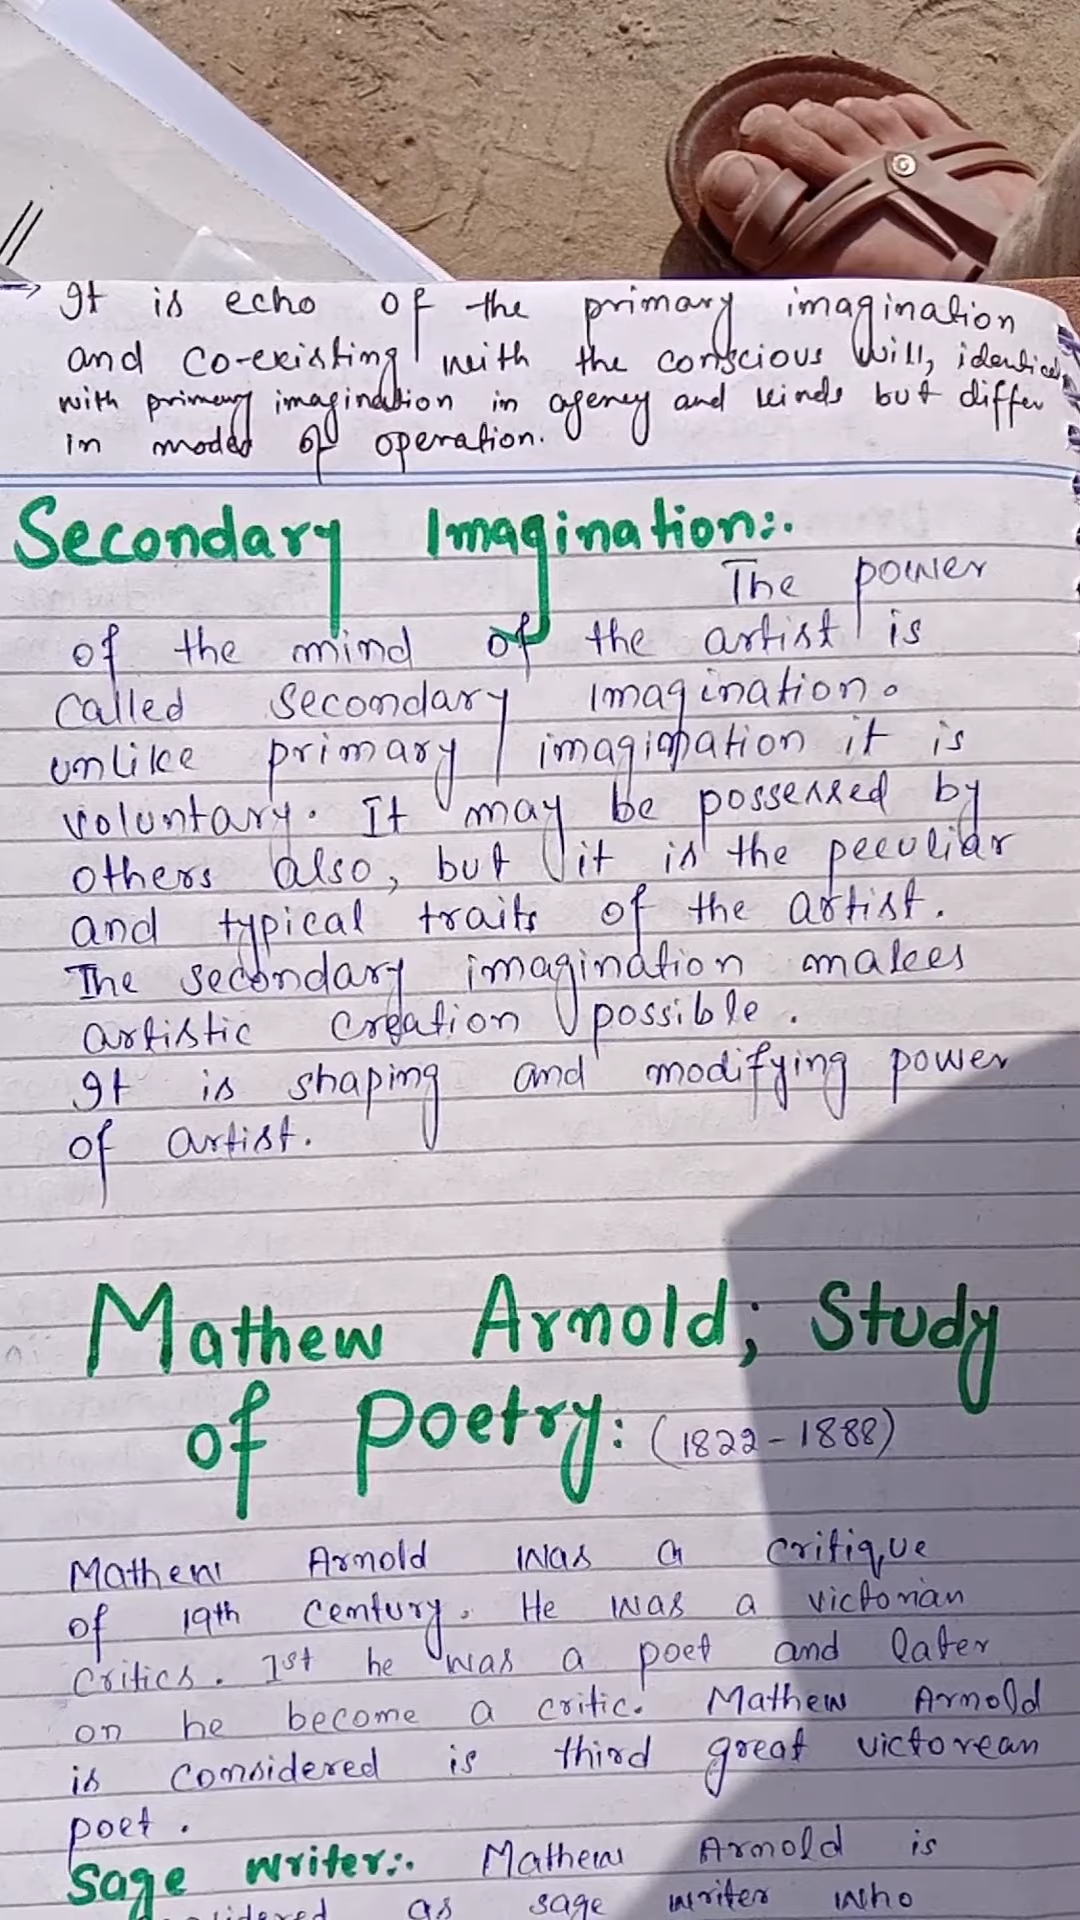 → It is echo of the primary imagination
and co-existing with the conscious will, identical
with primary imagination in agency and kinds but differ
in modes of operation.
Secondary Imagination:.
The power
of the mind of the artist is
called secondary imagination.
unlike primary imagination it is
voluntary. It may be possessed by
others also, but it is the peculiar
and typical traits of the artist.
The secondary imagination makes
artistic creation possible.
It is shaping and modifying power
of artist.
Mathew Arnold; Study
of Poetry: (1822-1888)
Mathew Arnold was a critique
of 19th century. He was a victorian
critics. 1st he was a poet and later
on he become a critic. Mathew Arnold
is considered is third great victorean
poet.
Sage writer:. Mathew Arnold is
considered as sage writer who